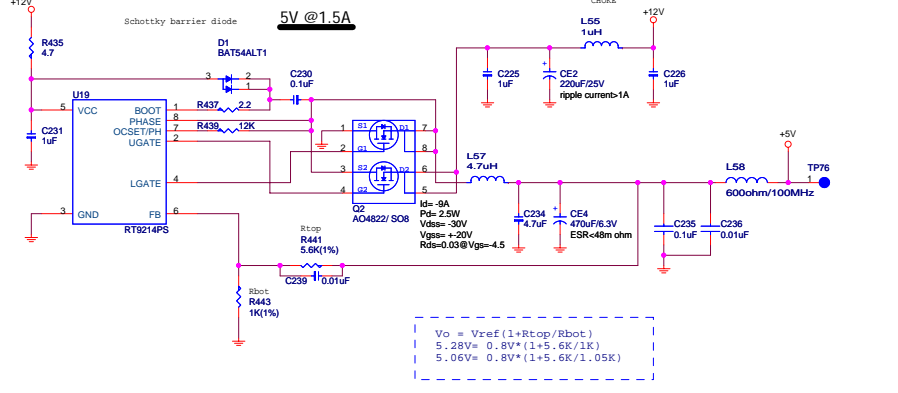 +12V
Schottky barrier diode
5V @1.5A
CHOKE
+12V
R435
4.7
D1
BAT54ALT1
3
2
1
L55
1uH
C230
0.1uF
C225
1uF
CE2
220uF/25V
ripple current>1A
C226
1uF
U19
5
VCC
BOOT
1
R437
2.2
PHASE
8
OCSET/PH
7
R439
12K
UGATE
2
C231
1uF
LGATE
4
3
GND
FB
6
RT9214PS
1
S1
D1
7
2
G1
8
3
S2
D2
6
4
G2
5
Q2
AO4822/ SO8
Id= -9A
Pd= 2.5W
Vdss= -30V
Vgss= +-20V
Rds=0.03@Vgs=-4.5
L57
4.7uH
+5V
L58
600ohm/100MHz
TP76
1
C234
4.7uF
CE4
470uF/6.3V
ESR<48m ohm
C235
0.1uF
C236
0.01uF
Rtop
R441
5.6K(1%)
C239
0.01uF
Rbot
R443
1K(1%)
Vo = Vref(1+Rtop/Rbot)
5.28V= 0.8V*(1+5.6K/1K)
5.06V= 0.8V*(1+5.6K/1.05K)